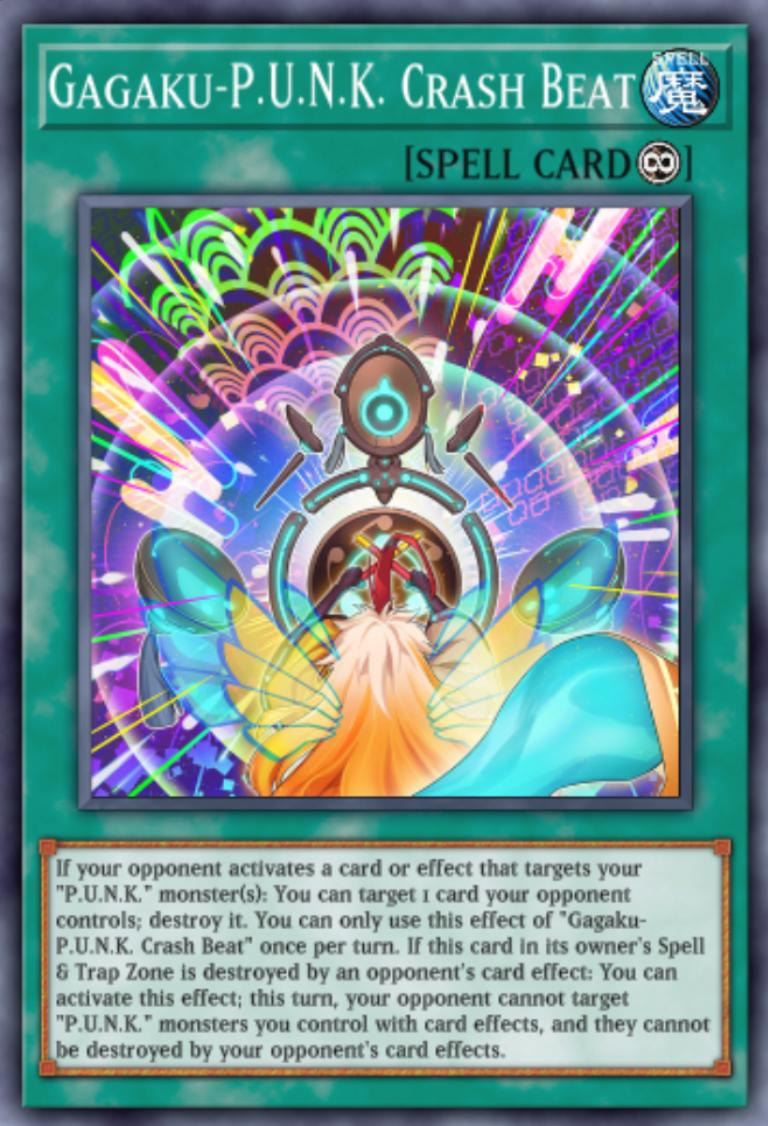 GAGAKU-P.U.N.K. CRASH BEAT
SPELL
魔
[SPELL CARD]
If your opponent activates a card or effect that targets your
"P.U.N.K." monster(s): You can target 1 card your opponent
controls; destroy it. You can only use this effect of "Gagaku-
P.U.N.K. Crash Beat" once per turn. If this card in its owner's Spell
& Trap Zone is destroyed by an opponent's card effect: You can
activate this effect; this turn, your opponent cannot target
"P.U.N.K." monsters you control with card effects, and they cannot
be destroyed by your opponent's card effects.